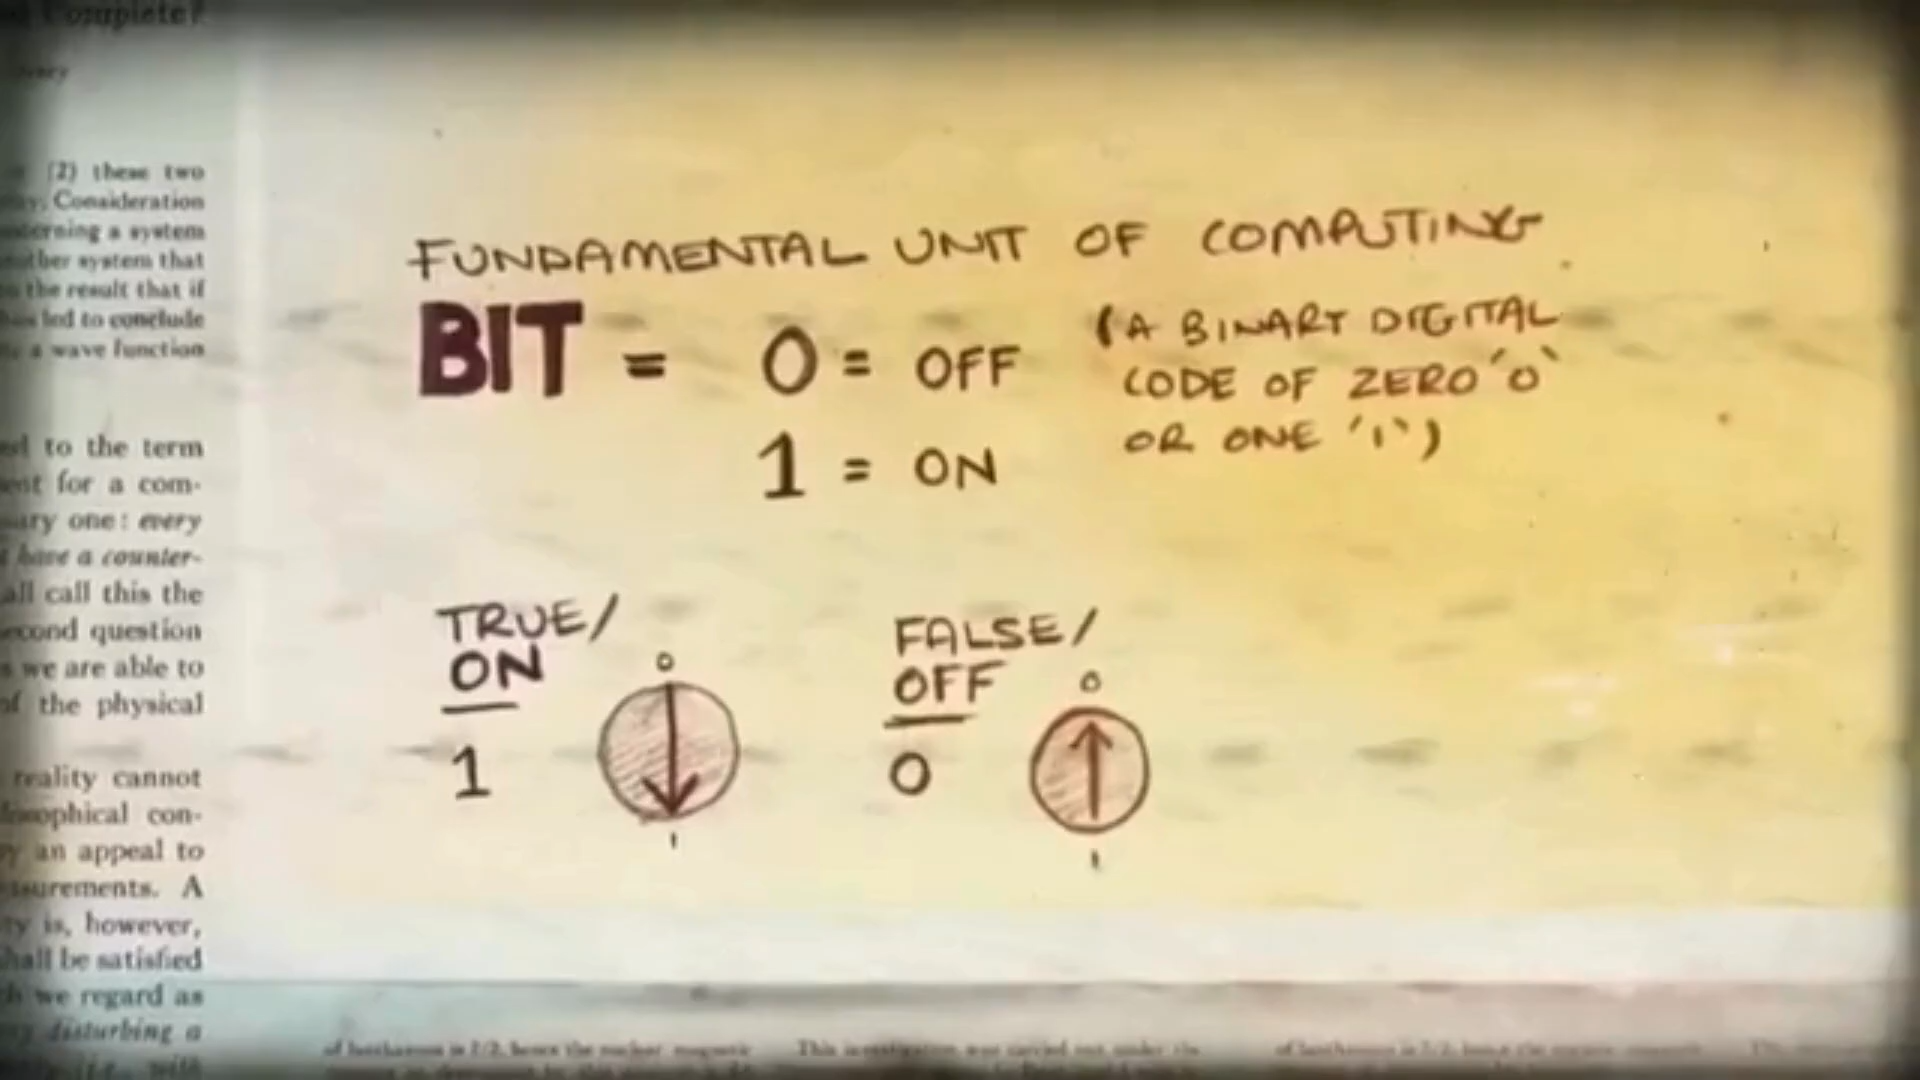 Complete?
(2) these two
Consideration
a system
system that
the result that if
led to conclude
a wave function
to the term
for a com-
one: every
have a counter-
call this the
question
we are able to
the physical
reality cannot
con-
an appeal to
A
is, however,
be satisfied
we regard as
disturbing a
with
FUNDAMENTAL UNIT OF COMPUTING
BIT = 0 = OFF
1 = ON
(A BINARY DIGITAL
CODE OF ZERO '0'
OR ONE '1')
TRUE/
ON
1
0
1
FALSE/
OFF
0
0
1